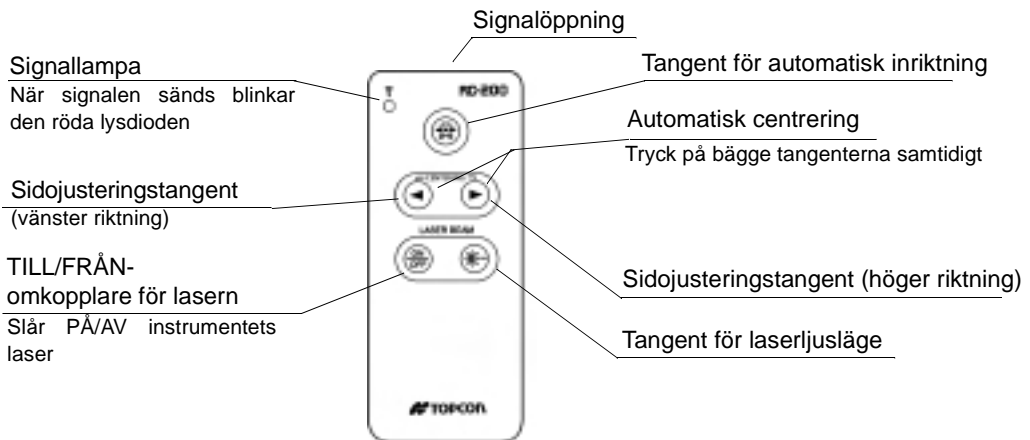 Signalöppning
Signallampa
När signalen sänds blinkar
den röda lysdioden
Tangent för automatisk inriktning
Automatisk centrering
Tryck på bägge tangenterna samtidigt
Sidojusteringstangent
(vänster riktning)
TILL/FRÅN-
omkopplare för lasern
Slår PÅ/AV instrumentets
laser
Sidojusteringstangent (höger riktning)
Tangent för laserljusläge
T
RC-200
LASER BEAM
ON
OFF
TOPCON